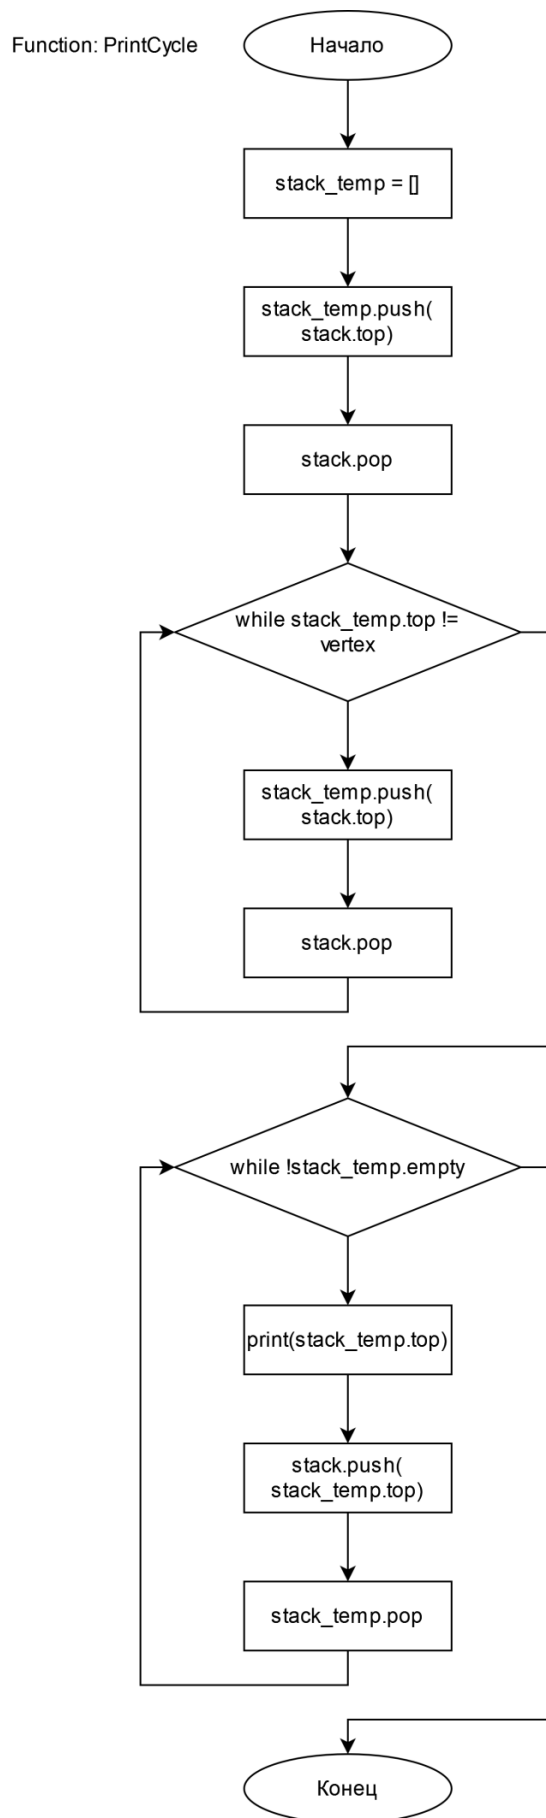 Function: PrintCycle
Начало
stack_temp = []
stack_temp.push(
stack.top)
stack.pop
while stack_temp.top !=
vertex
stack_temp.push(
stack.top)
stack.pop
while !stack_temp.empty
print(stack_temp.top)
stack.push(
stack_temp.top)
stack_temp.pop
Конец